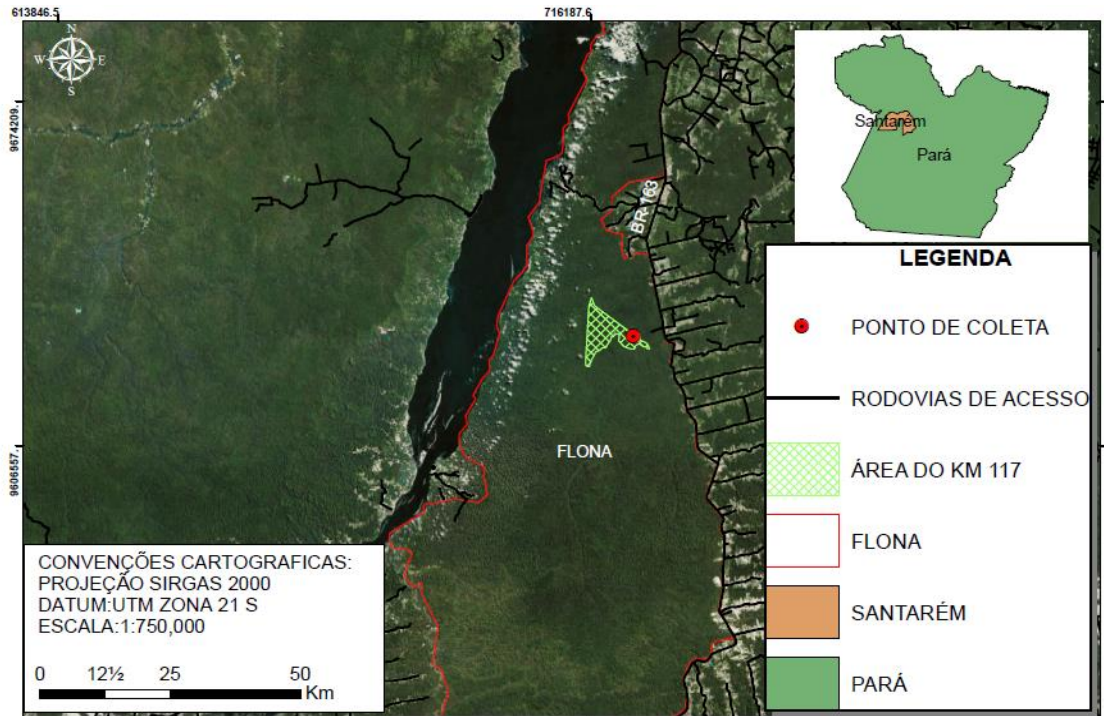 613846.5
716187.6
N
W E
S
9674209.
9606557.
BR-163
FLONA
Santarém
Pará
LEGENDA
PONTO DE COLETA
RODOVIAS DE ACESSO
ÁREA DO KM 117
FLONA
SANTARÉM
PARÁ
CONVENÇÕES CARTOGRAFICAS:
PROJEÇÃO SIRGAS 2000
DATUM:UTM ZONA 21 S
ESCALA:1:750,000
0 12½ 25 50
Km